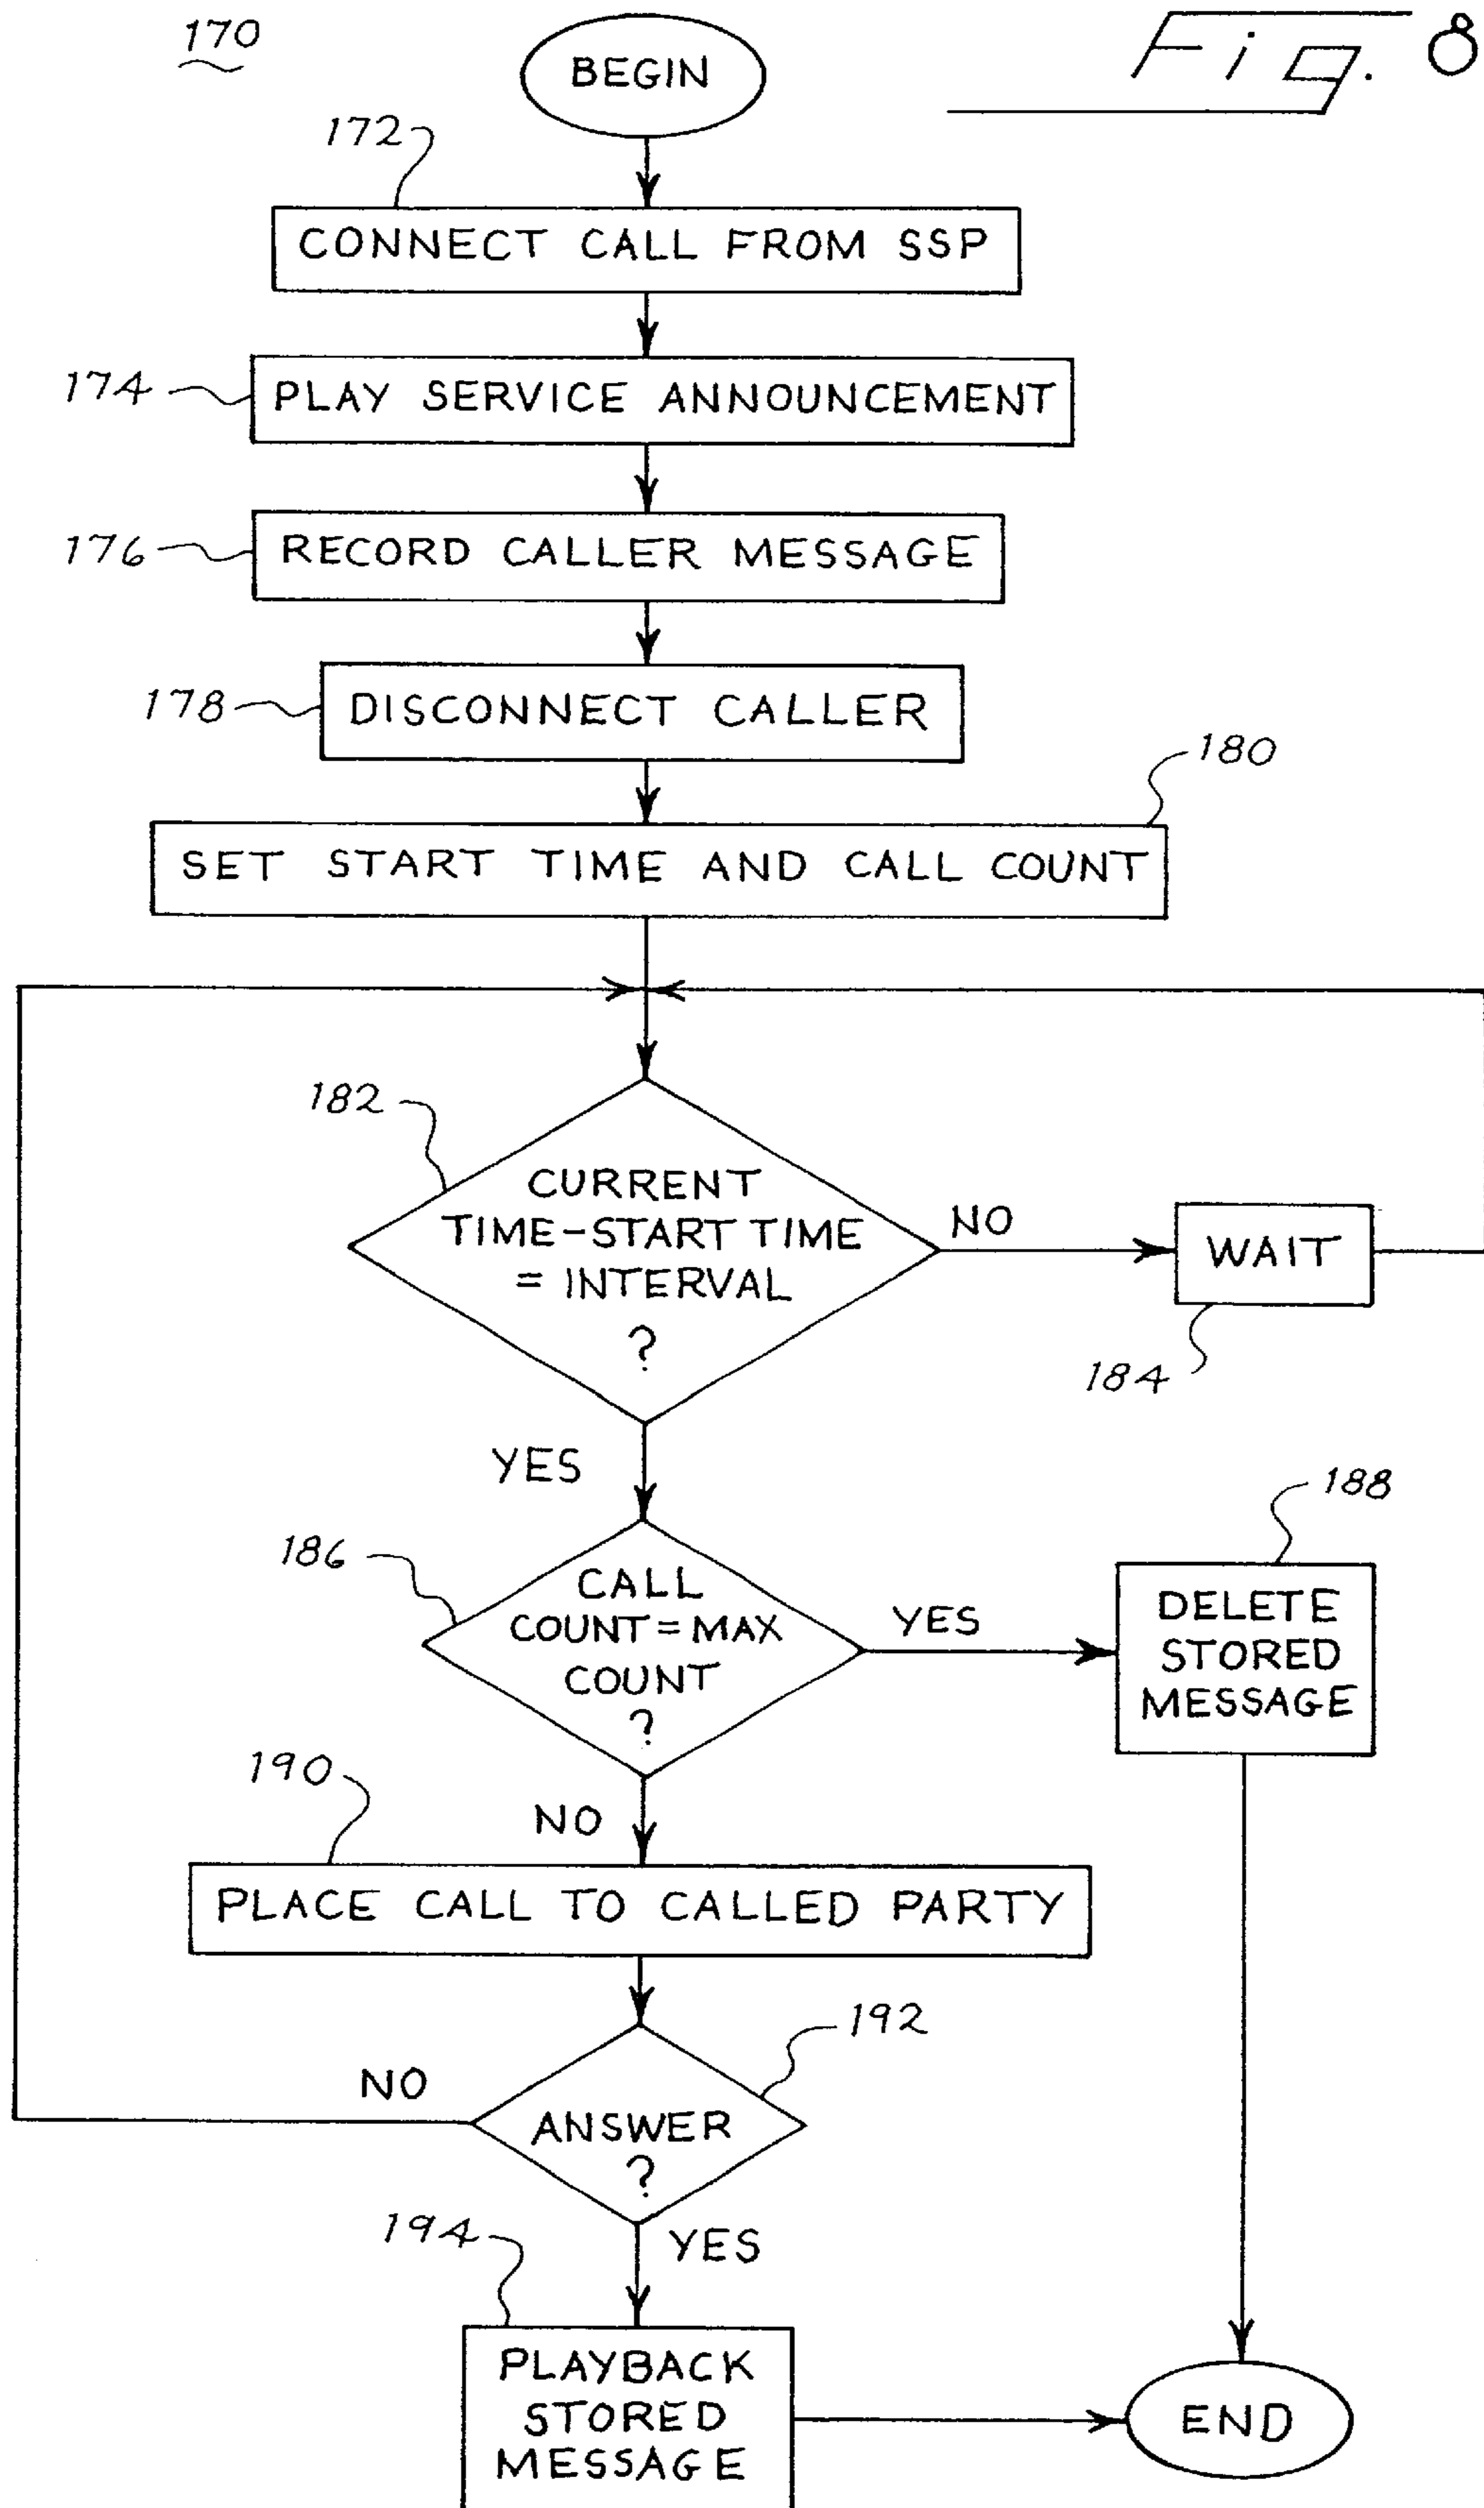 170
Fig. 8
BEGIN
172
CONNECT CALL FROM SSP
174
PLAY SERVICE ANNOUNCEMENT
176
RECORD CALLER MESSAGE
178
DISCONNECT CALLER
180
SET START TIME AND CALL COUNT
182
CURRENT
TIME-START TIME
= INTERVAL
?
NO
WAIT
184
YES
186
CALL
COUNT = MAX
COUNT
?
YES
188
DELETE
STORED
MESSAGE
190
NO
PLACE CALL TO CALLED PARTY
192
NO
ANSWER
?
194
YES
PLAYBACK
STORED
MESSAGE
END